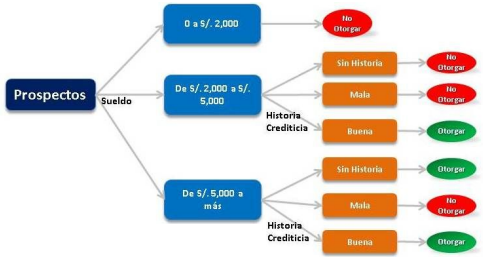 Prospectos
Sueldo
0 a S/. 2,000
No
Otorgar
De S/. 2,000 a S/.
5,000
Historia
Crediticia
Sin Historia
No
Otorgar
Mala
No
Otorgar
Buena
Otorgar
De S/. 5,000 a
más
Historia
Crediticia
Sin Historia
Otorgar
Mala
No
Otorgar
Buena
Otorgar